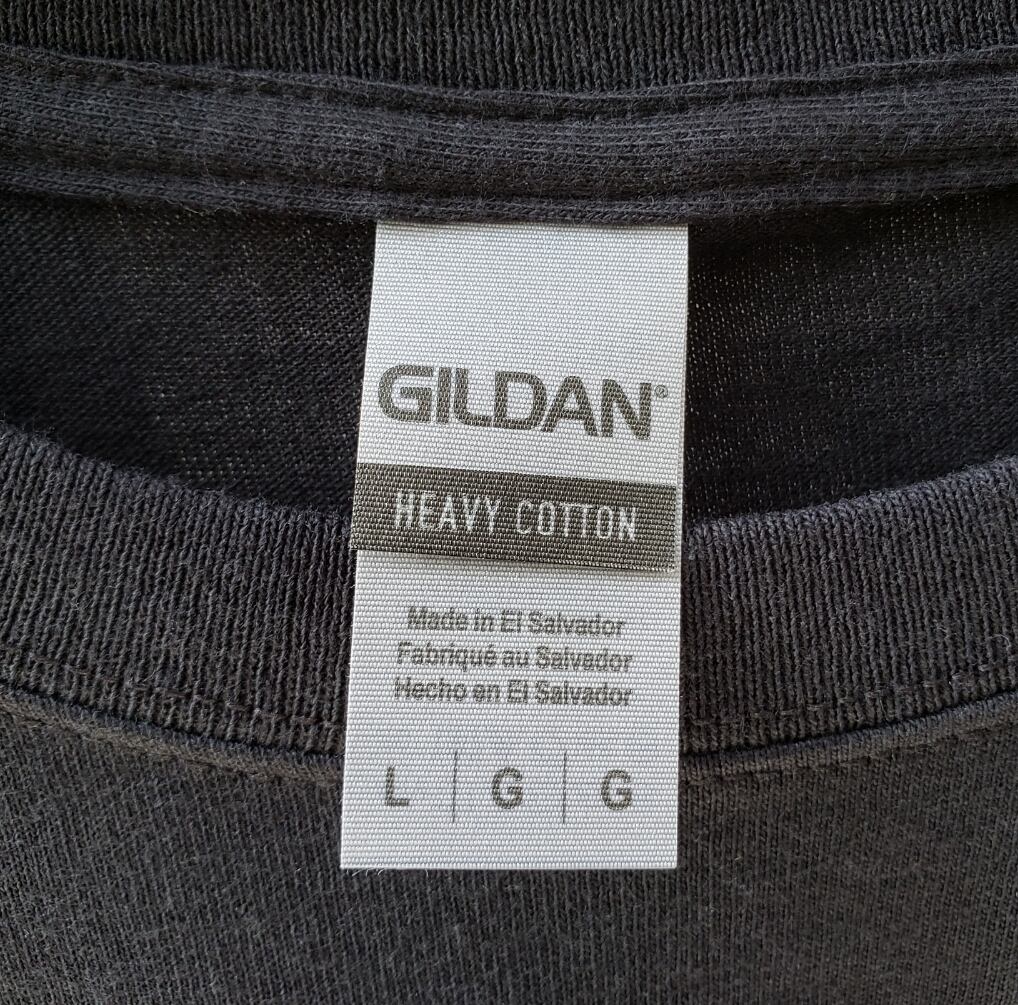 GILDAN®
HEAVY COTTON
Made in El Salvador
Fabriqué au Salvador
Hecho en El Salvador
L | G | G